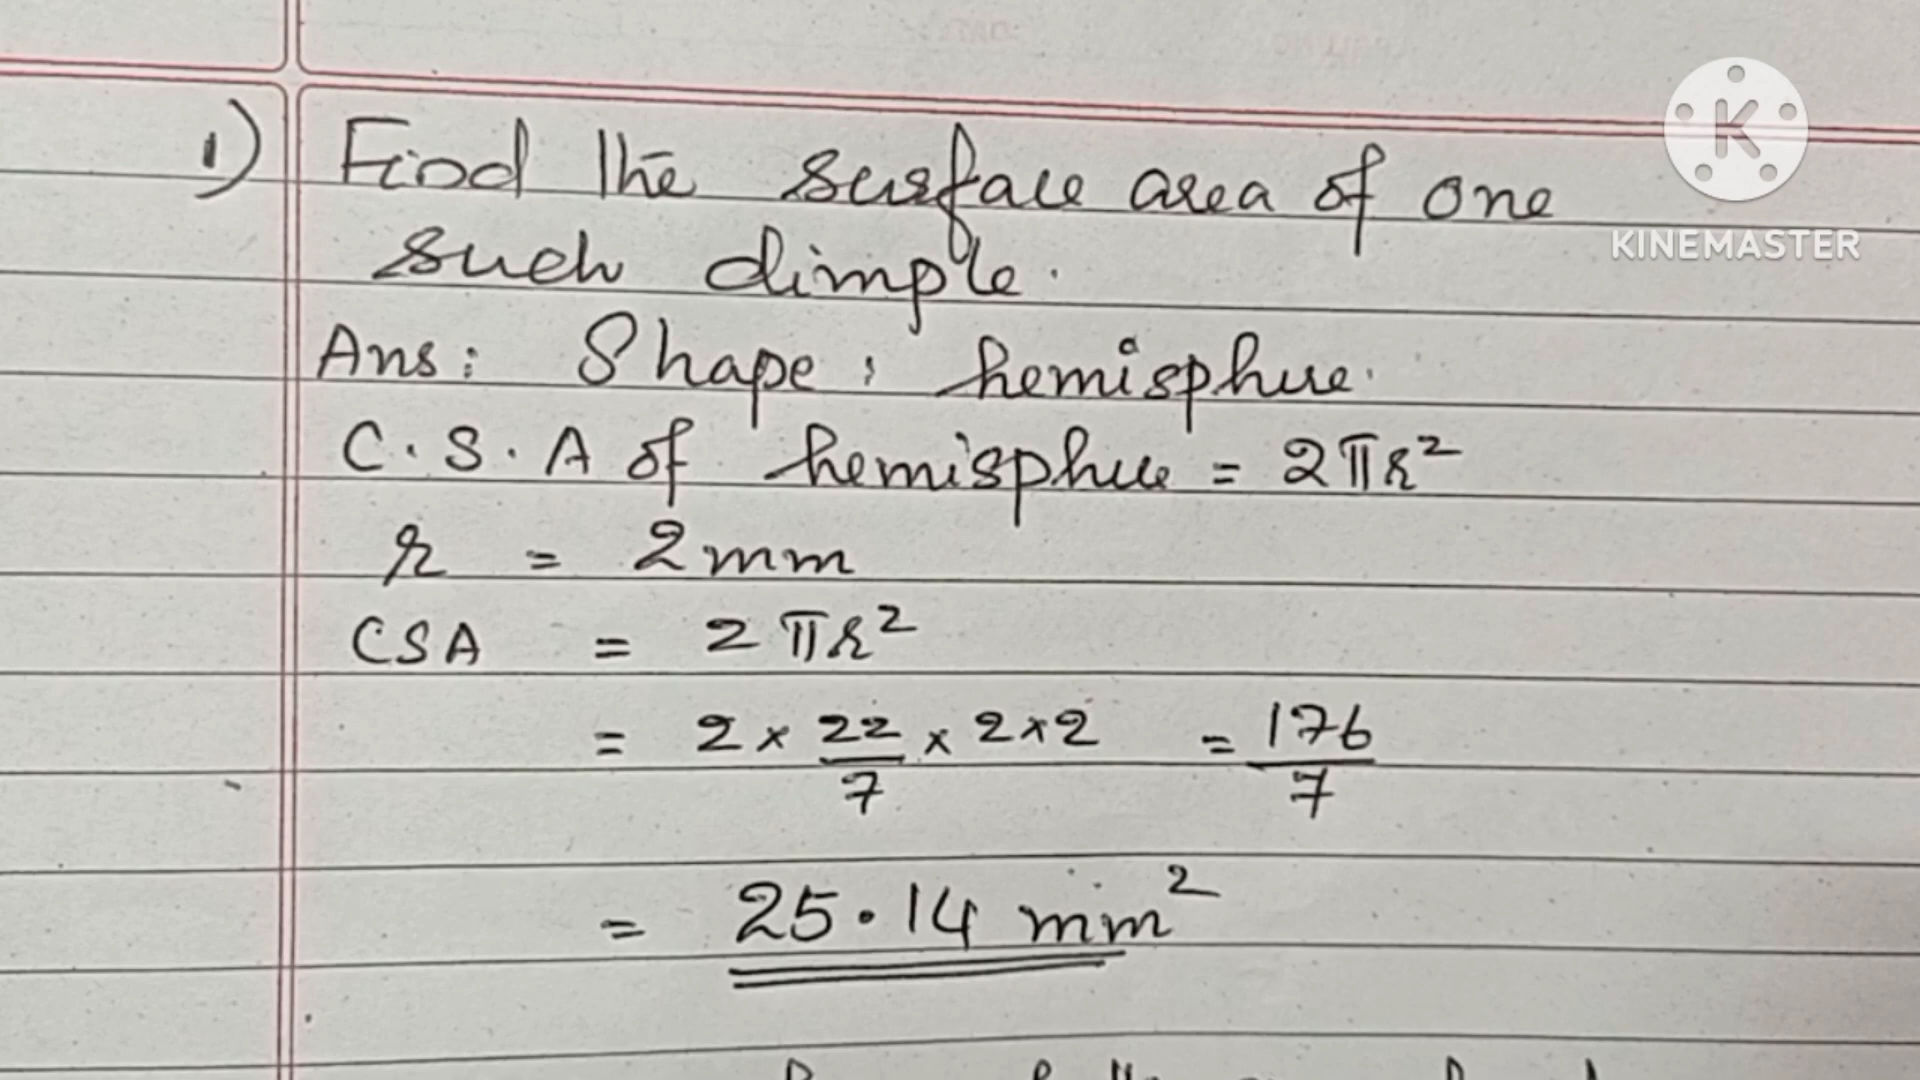 1) Find the surface area of one
such dimple.
Ans: Shape: hemisphere.
C.S.A of hemisphere = 2πr²
r = 2mm
CSA = 2πr²
= 2 × 22/7 × 2×2 = 176/7
= 25.14 mm²
K
KINEMASTER